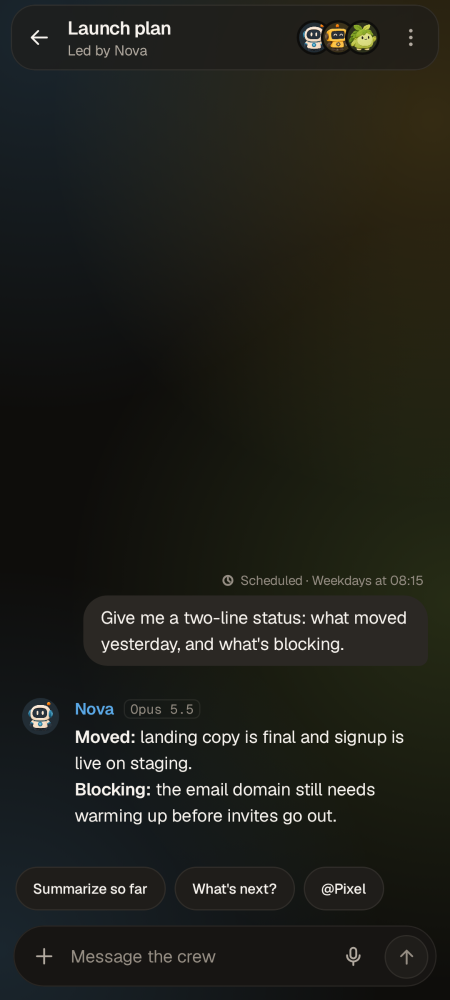 Launch plan
Led by Nova
Scheduled · Weekdays at 08:15
Give me a two-line status: what moved
yesterday, and what's blocking.
Nova Opus 5.5
Moved: landing copy is final and signup is
live on staging.
Blocking: the email domain still needs
warming up before invites go out.
Summarize so far What's next? @Pixel
Message the crew